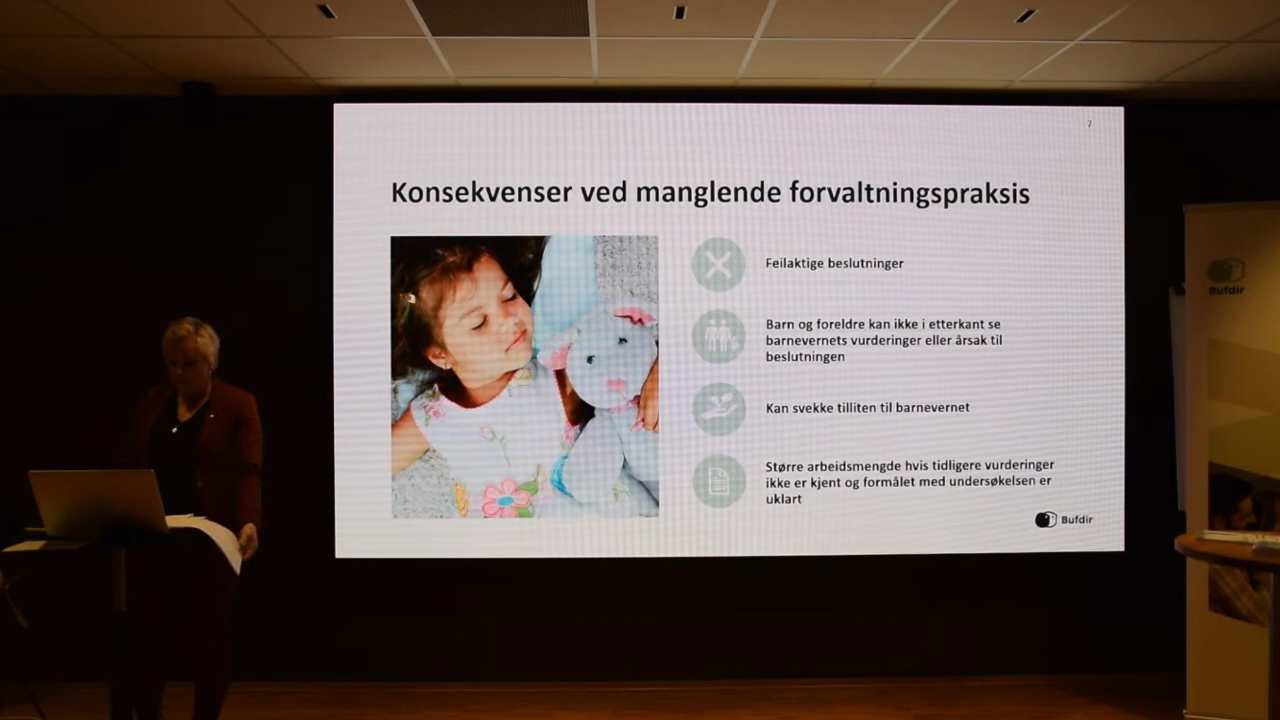 7
Konsekvenser ved manglende forvaltningspraksis
Feilaktige beslutninger
Barn og foreldre kan ikke i etterkant se
barnevernets vurderinger eller årsak til
beslutningen
Kan svekke tilliten til barnevernet
Større arbeidsmengde hvis tidligere vurderinger
ikke er kjent og formålet med undersøkelsen er
uklart
Bufdir
Bufdir